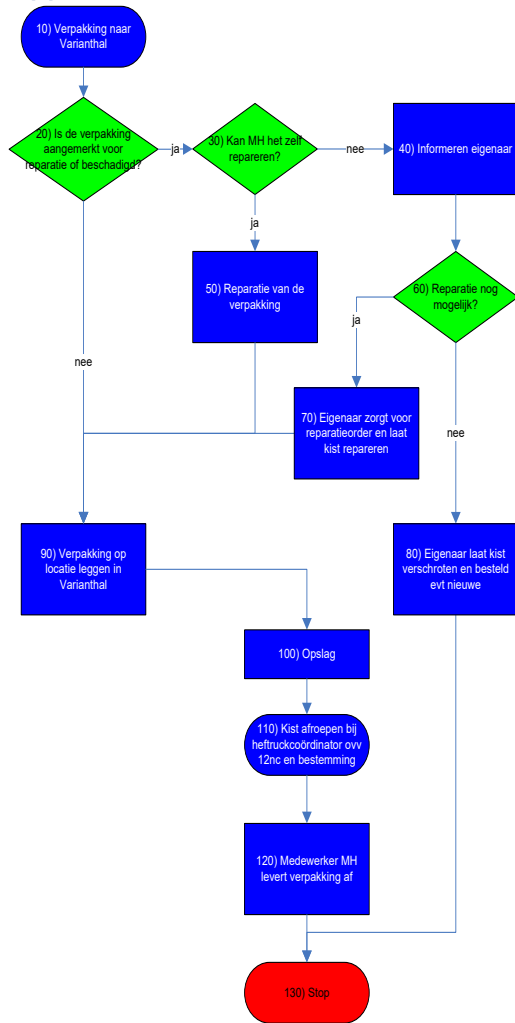 10) Verpakking naar
Varianthal
20) Is de verpakking
aangemerkt voor
reparatie of beschadigd?
ja
30) Kan MH het zelf
repareren?
nee
40) Informeren eigenaar
ja
50) Reparatie van de
verpakking
60) Reparatie nog
mogelijk?
ja
nee
70) Eigenaar zorgt voor
reparatieorder en laat
kist repareren
nee
90) Verpakking op
locatie leggen in
Varianthal
80) Eigenaar laat kist
verschroten en besteld
evt nieuwe
100) Opslag
110) Kist afroepen bij
heftruckcoördinator ovv
12nc en bestemming
120) Medewerker MH
levert verpakking af
130) Stop